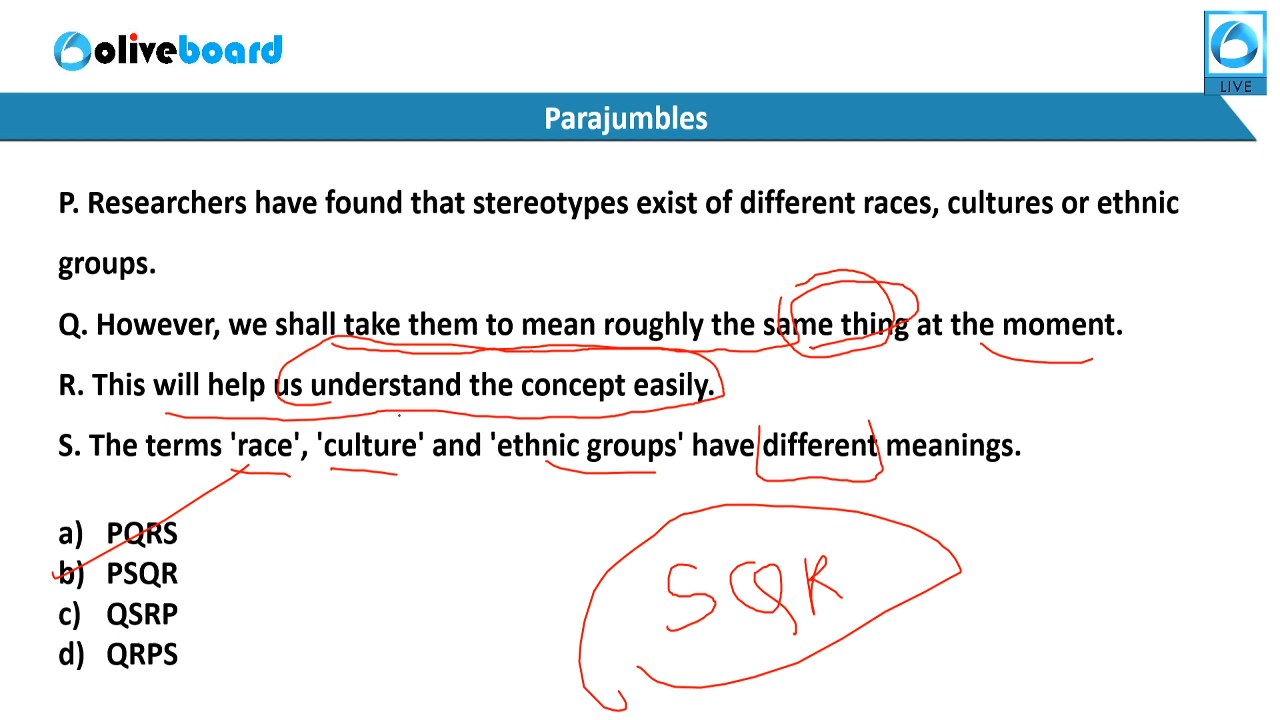 oliveboard
LIVE
Parajumbles
P. Researchers have found that stereotypes exist of different races, cultures or ethnic
groups.
Q. However, we shall take them to mean roughly the same thing at the moment.
R. This will help us understand the concept easily.
S. The terms 'race', 'culture' and 'ethnic groups' have different meanings.
a) PQRS
b) PSQR
c) QSRP
d) QRPS
SQR